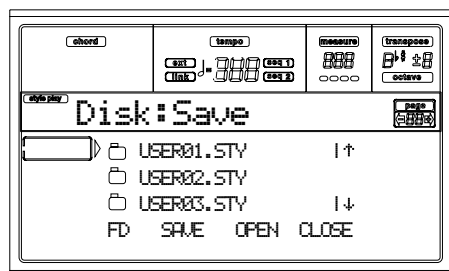 chord tempo measure transpose
ext seq 1
link seq 2
octave
style play page
Disk:Save
USER01.STY
USER02.STY
USER03.STY
FD SAVE OPEN CLOSE